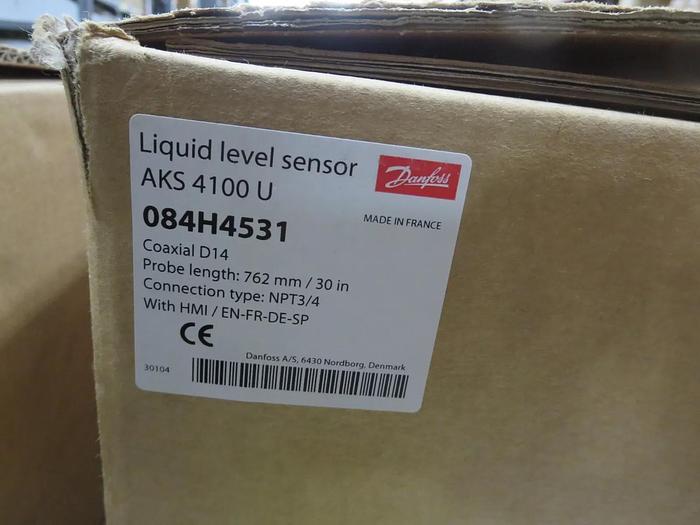 Liquid level sensor
Danfoss
AKS 4100 U
084H4531
MADE IN FRANCE
Coaxial D14
Probe length: 762 mm / 30 in
Connection type: NPT3/4
With HMI / EN-FR-DE-SP
CE
Danfoss A/S, 6430 Nordborg, Denmark
30104